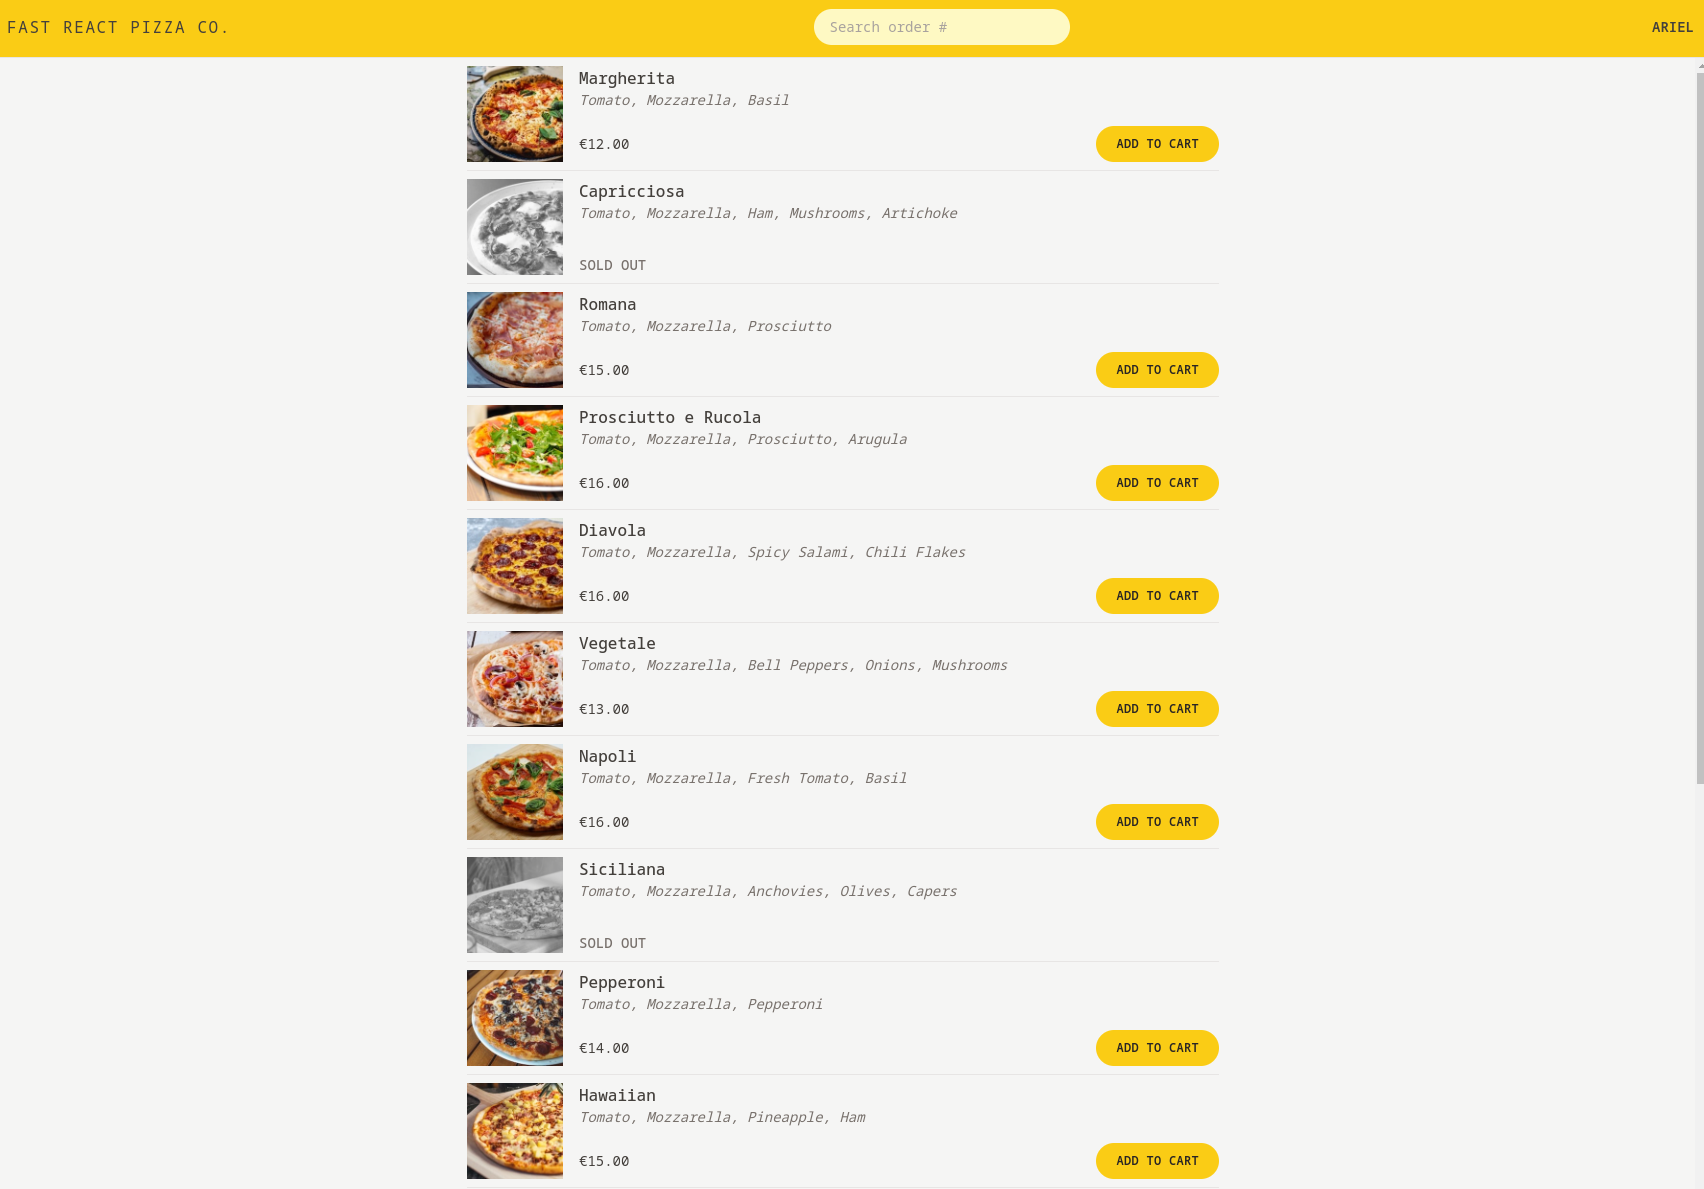 FAST REACT PIZZA CO.
Search order #
ARIEL
Margherita
Tomato, Mozzarella, Basil
€12.00
ADD TO CART
Capricciosa
Tomato, Mozzarella, Ham, Mushrooms, Artichoke
SOLD OUT
Romana
Tomato, Mozzarella, Prosciutto
€15.00
ADD TO CART
Prosciutto e Rucola
Tomato, Mozzarella, Prosciutto, Arugula
€16.00
ADD TO CART
Diavola
Tomato, Mozzarella, Spicy Salami, Chili Flakes
€16.00
ADD TO CART
Vegetale
Tomato, Mozzarella, Bell Peppers, Onions, Mushrooms
€13.00
ADD TO CART
Napoli
Tomato, Mozzarella, Fresh Tomato, Basil
€16.00
ADD TO CART
Siciliana
Tomato, Mozzarella, Anchovies, Olives, Capers
SOLD OUT
Pepperoni
Tomato, Mozzarella, Pepperoni
€14.00
ADD TO CART
Hawaiian
Tomato, Mozzarella, Pineapple, Ham
€15.00
ADD TO CART